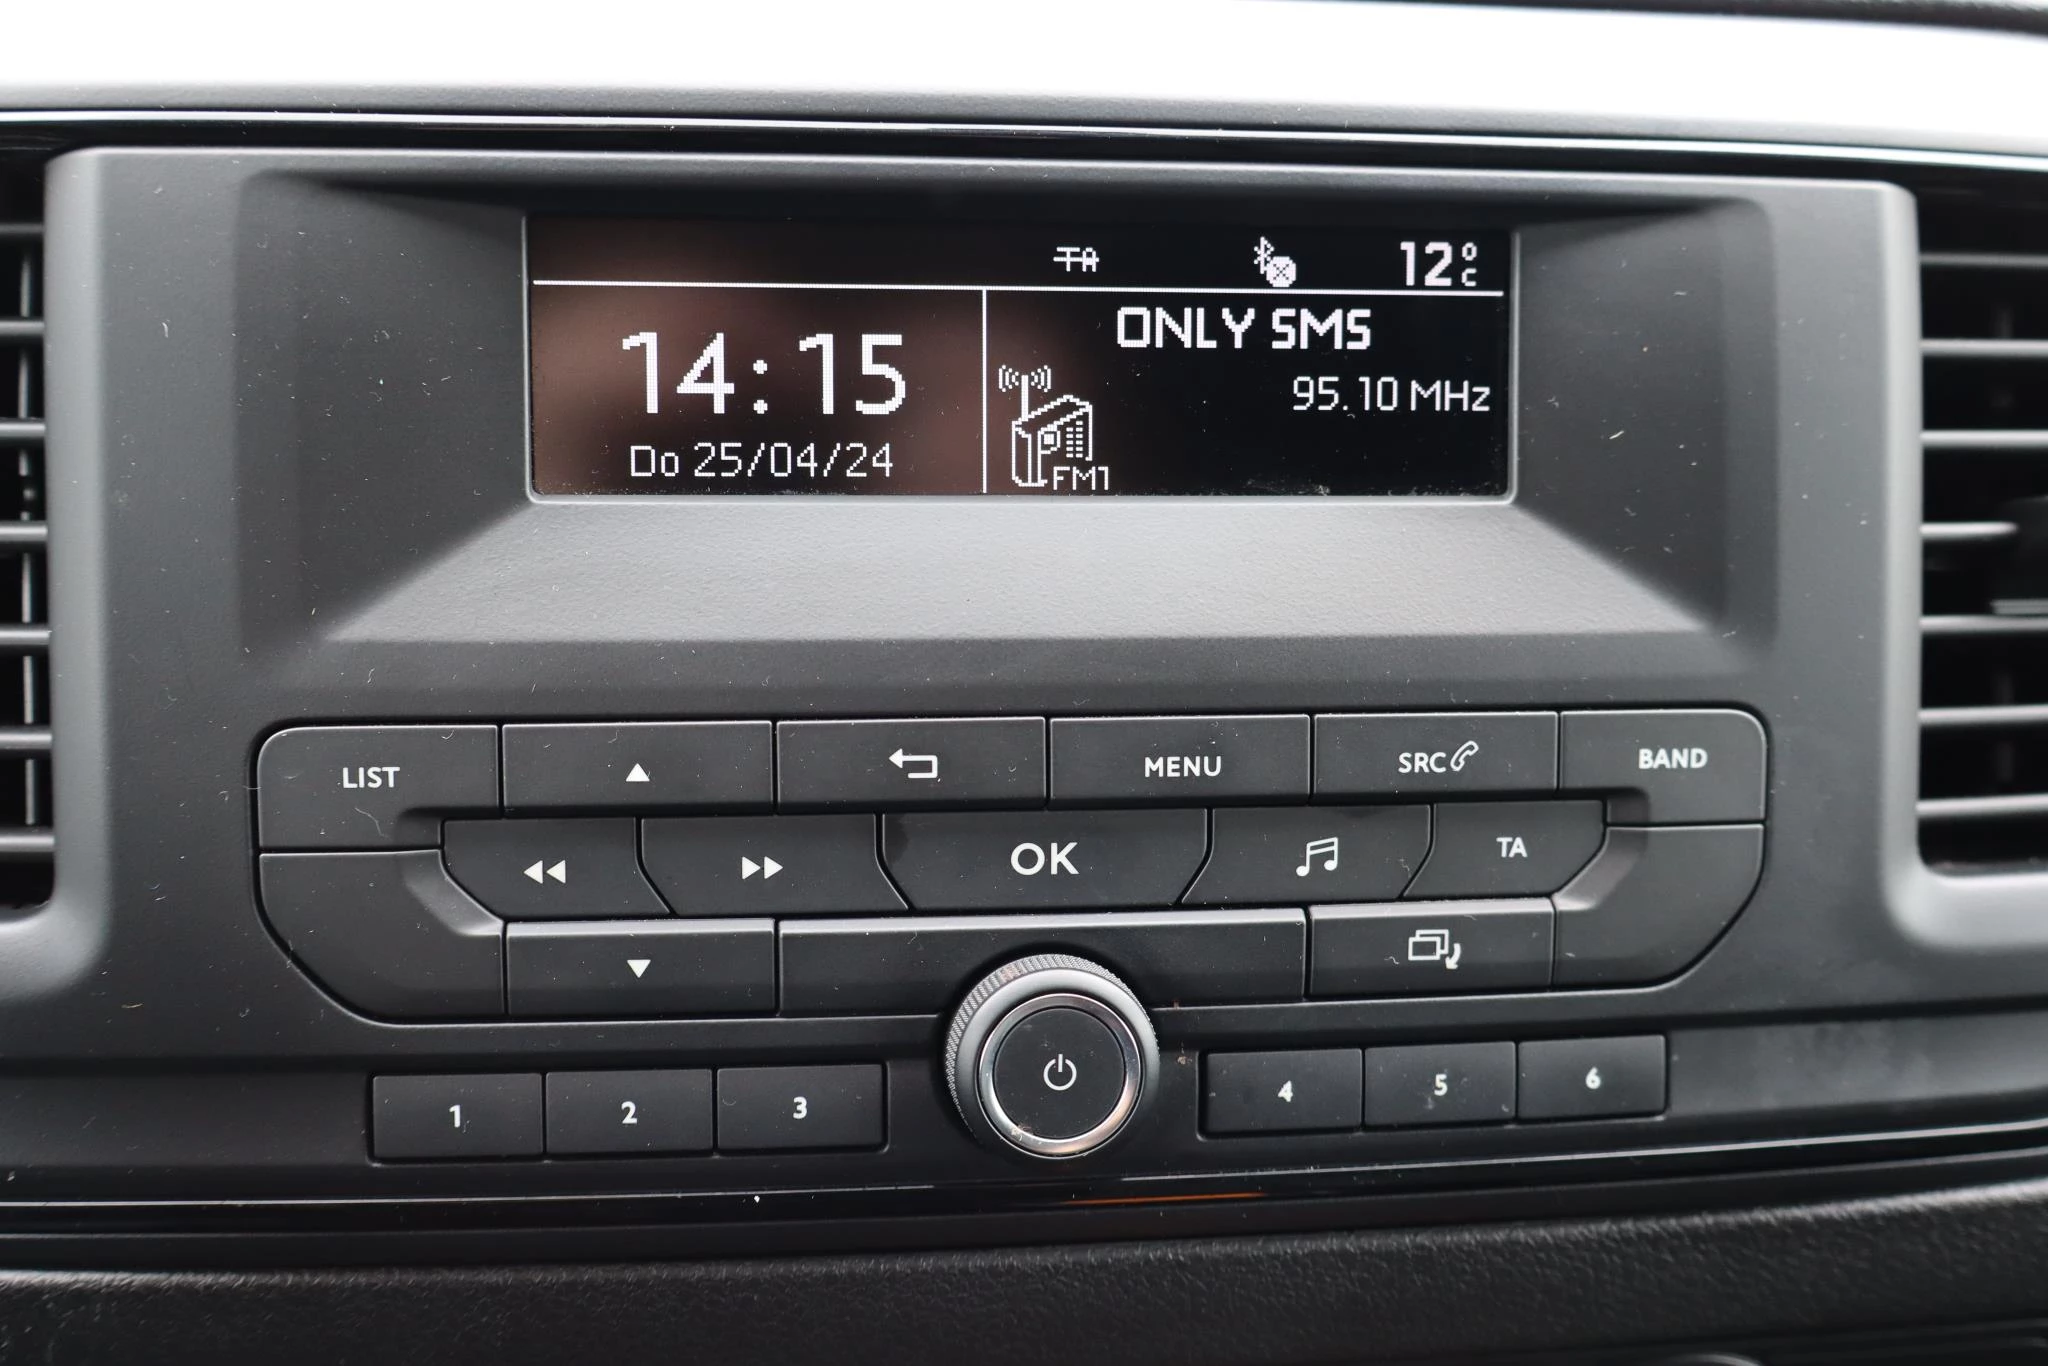 TA
12°C
14:15
Do 25/04/24
ONLY SMS
95.10 MHz
FM1
LIST
MENU
SRC
BAND
OK
TA
1
2
3
4
5
6